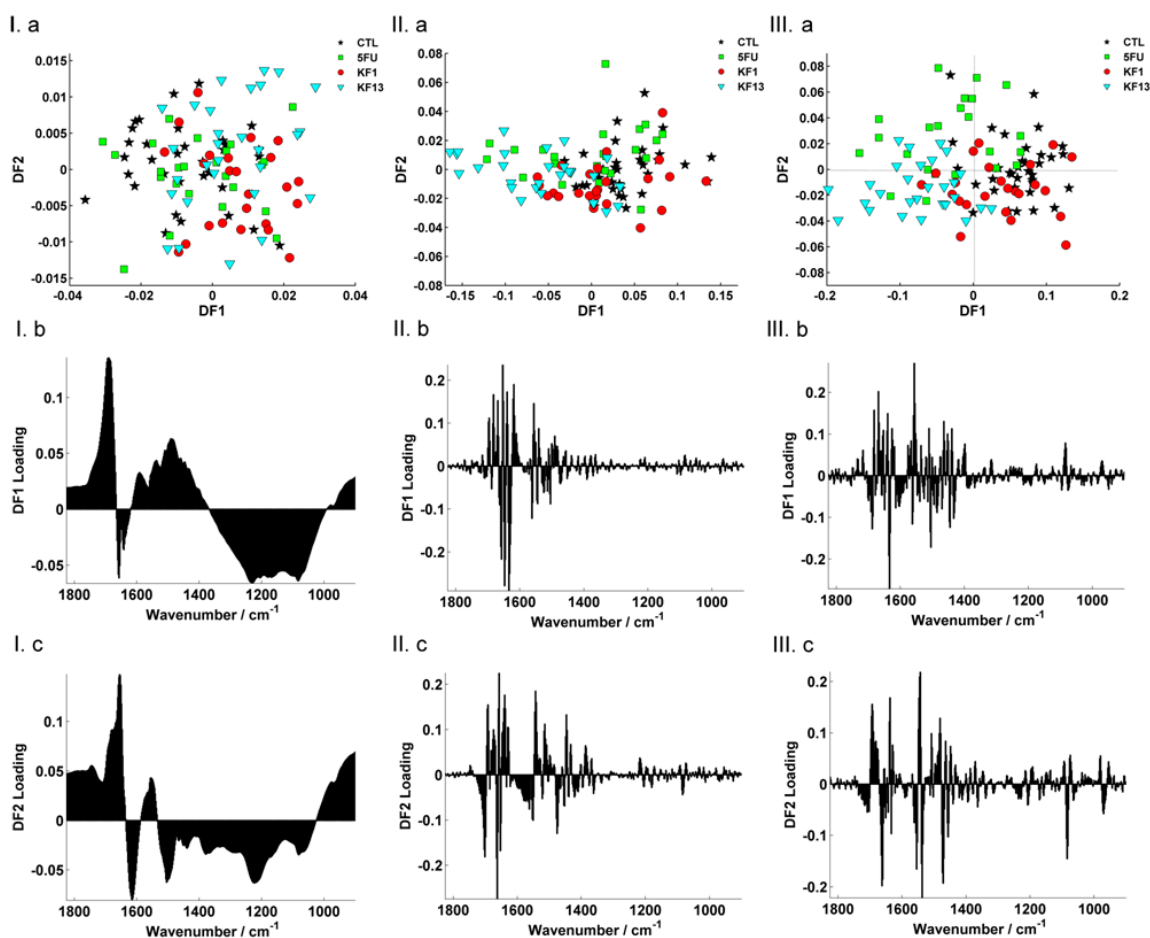 I. a
CTL
5FU
KF1
KF13
0.015
0.01
0.005
0
-0.005
-0.01
-0.015
DF2
-0.04 -0.02 0 0.02 0.04
DF1
II. a
CTL
5FU
KF1
KF13
0.08
0.06
0.04
0.02
0
-0.02
-0.04
-0.06
-0.08
DF2
-0.15 -0.1 -0.05 0 0.05 0.1 0.15
DF1
III. a
CTL
5FU
KF1
KF13
0.08
0.06
0.04
0.02
0
-0.02
-0.04
-0.06
-0.08
DF2
-0.2 -0.1 0 0.1 0.2
DF1
I. b
0.1
0.05
0
-0.05
DF1 Loading
1800 1600 1400 1200 1000
Wavenumber / cm-1
II. b
0.2
0.1
0
-0.1
-0.2
DF1 Loading
1800 1600 1400 1200 1000
Wavenumber / cm-1
III. b
0.2
0.1
0
-0.1
-0.2
DF1 Loading
1800 1600 1400 1200 1000
Wavenumber / cm-1
I. c
0.1
0.05
0
-0.05
DF2 Loading
1800 1600 1400 1200 1000
Wavenumber / cm-1
II. c
0.2
0.1
0
-0.1
-0.2
DF2 Loading
1800 1600 1400 1200 1000
Wavenumber / cm-1
III. c
0.2
0.1
0
-0.1
-0.2
DF2 Loading
1800 1600 1400 1200 1000
Wavenumber / cm-1